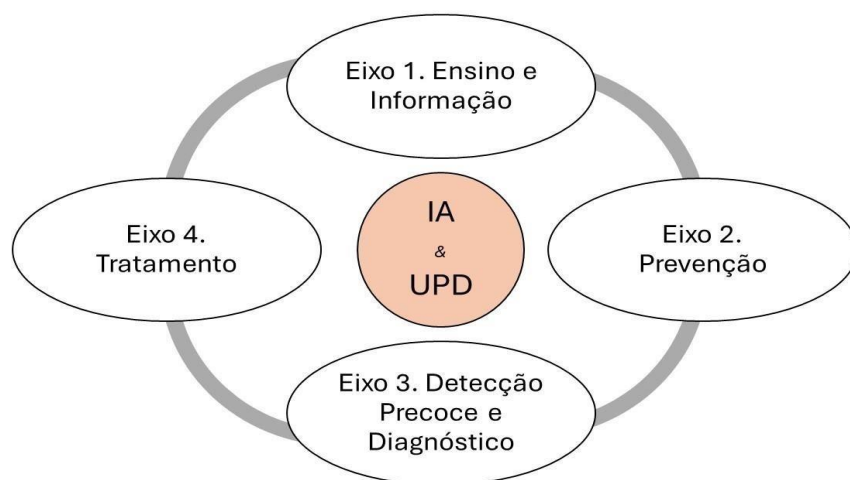 Eixo 1. Ensino e
Informação
Eixo 4.
Tratamento
IA
&
UPD
Eixo 2.
Prevenção
Eixo 3. Detecção
Precoce e
Diagnóstico